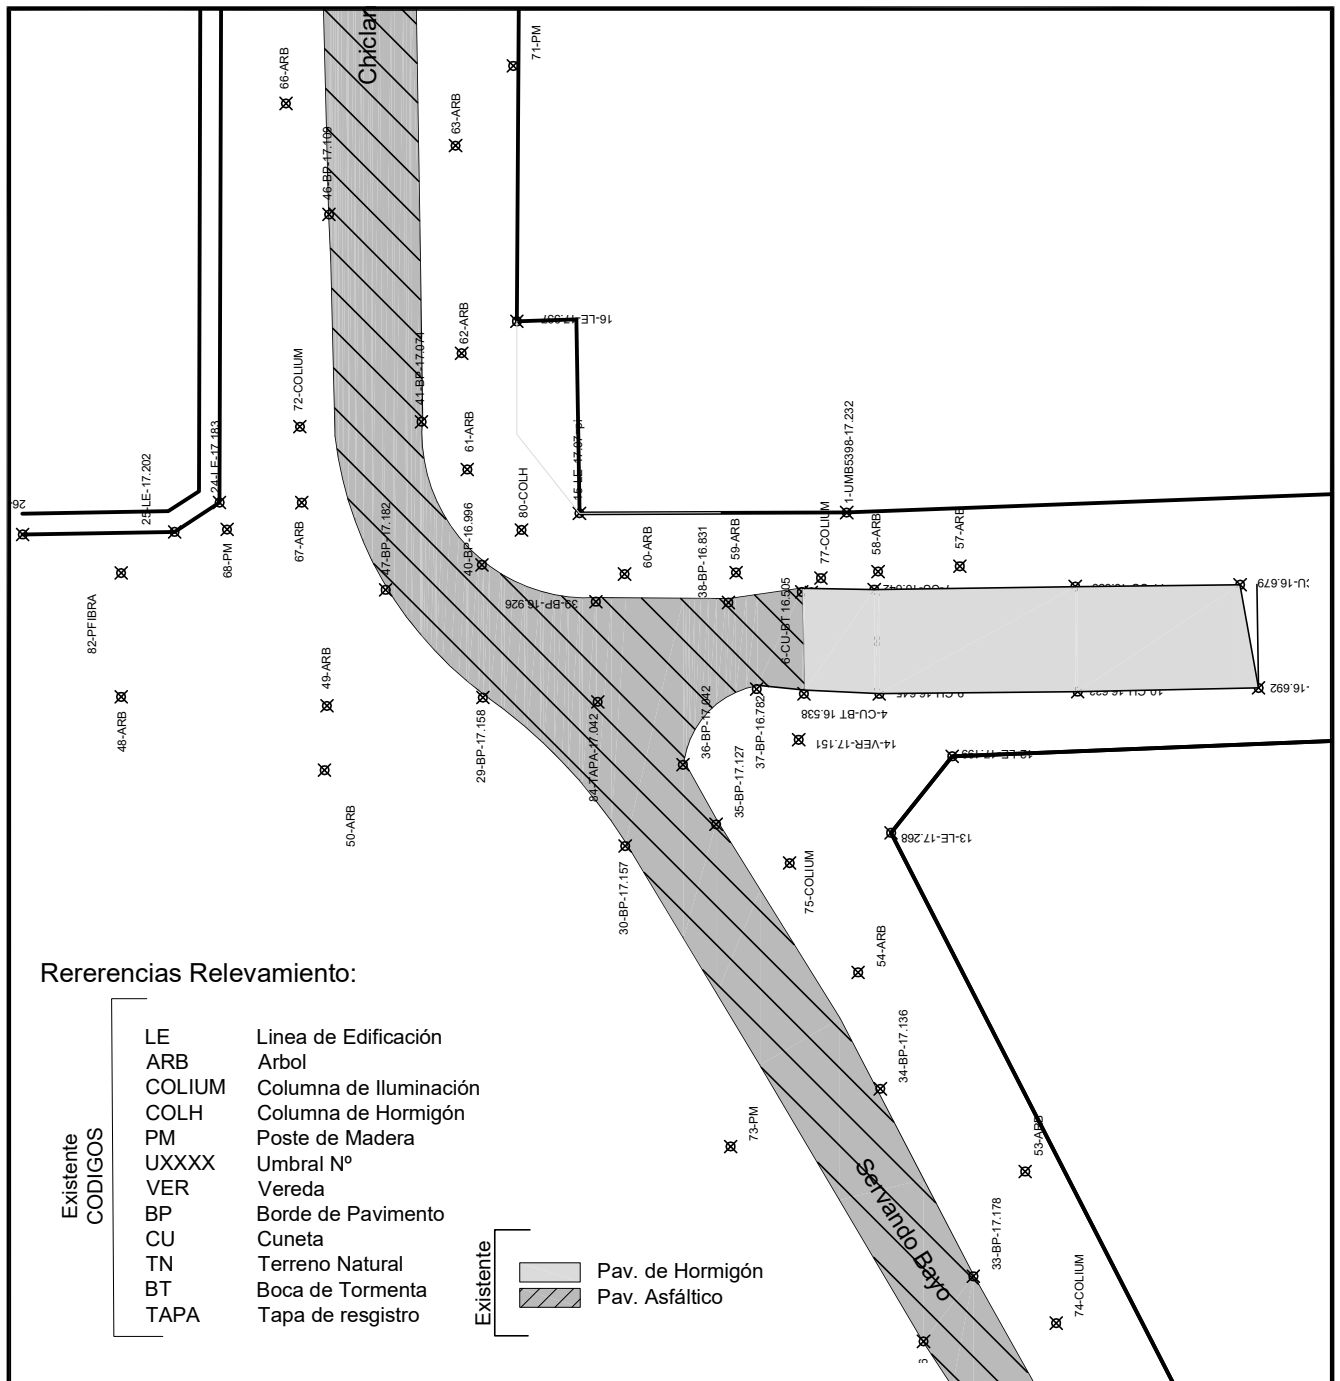 Chiclan
71-PM
66-ARB
63-ARB
46-BP-17.109
62-ARB
16-LE-17.337
72-COLIUM
41-BP-17.071
61-ARB
24-LE-17.183
25-LE-17.202
26-
1-UMB5398-17.232
80-COLH
68-PM
67-ARB
47-BP-17.182
40-BP-16.996
60-ARB
38-BP-16.831
59-ARB
77-COLIUM
58-ARB
57-ARB
39-BP-16.926
6-CU-BT 16.505
CU-16.679
82-PFIBRA
48-ARB
49-ARB
29-BP-17.158
84-TAPA-17.042
36-BP-17.042
37-BP-16.782
4-CU-BT 16.538
14-VER-17.151
-16.692
50-ARB
35-BP-17.127
13-LE-17.268
30-BP-17.157
75-COLIUM
54-ARB
34-BP-17.136
73-PM
53-ARB
Servando Bayo
33-BP-17.178
74-COLIUM
Rererencias Relevamiento:
Existente
CODIGOS
LE Linea de Edificación
ARB Arbol
COLIUM Columna de Iluminación
COLH Columna de Hormigón
PM Poste de Madera
UXXXX Umbral Nº
VER Vereda
BP Borde de Pavimento
CU Cuneta
TN Terreno Natural
BT Boca de Tormenta
TAPA Tapa de resgistro
Existente
Pav. de Hormigón
Pav. Asfáltico